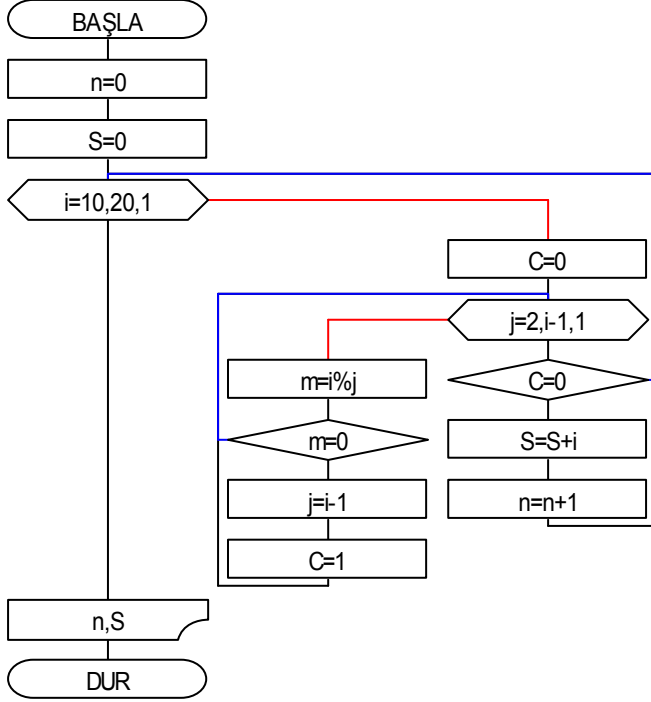 BAŞLA
n=0
S=0
i=10,20,1
C=0
j=2,i-1,1
m=i%j
C=0
m=0
S=S+i
j=i-1
n=n+1
C=1
n,S
DUR